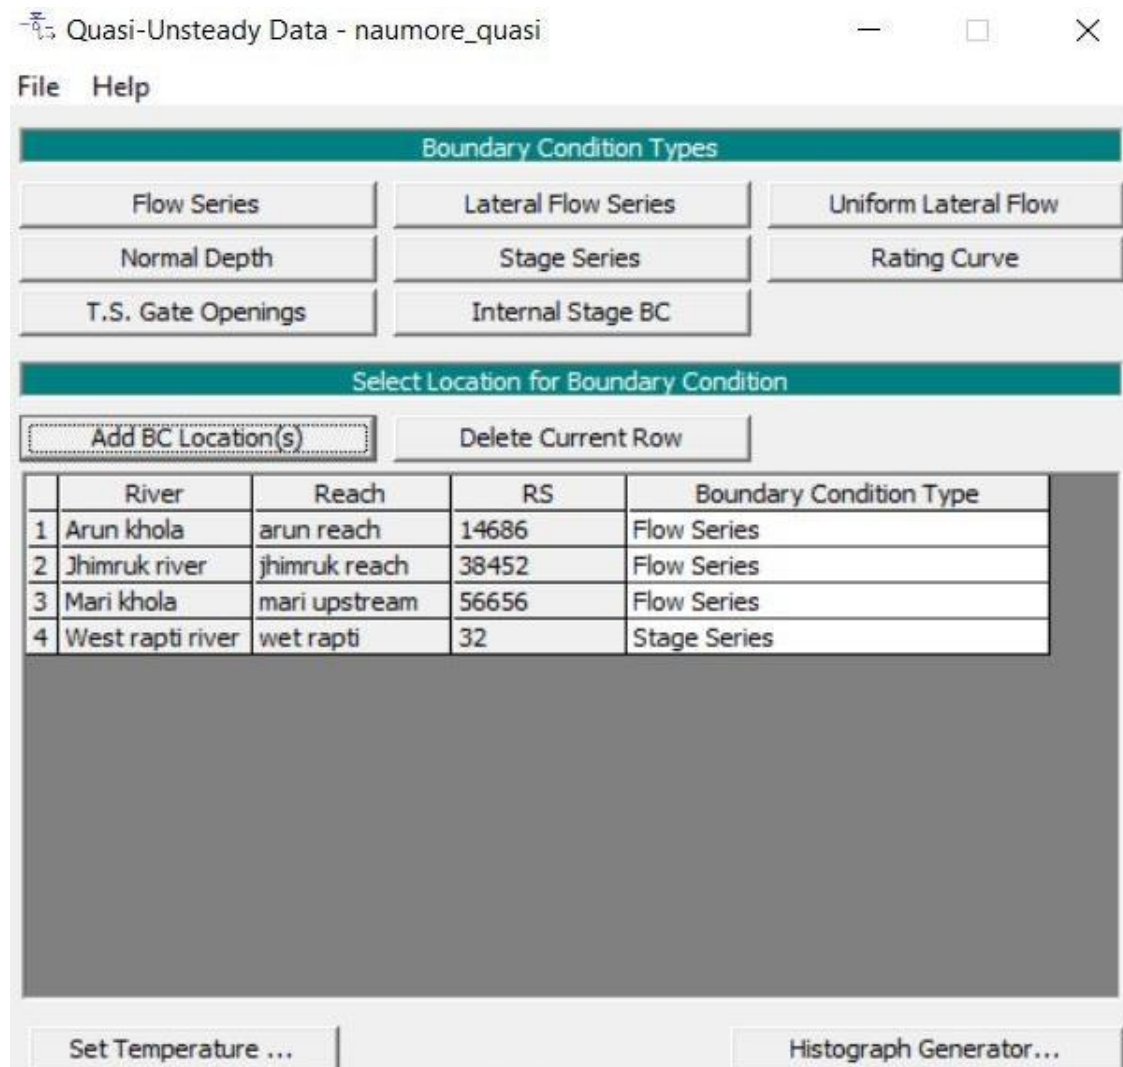 Quasi-Unsteady Data - naumore_quasi
File Help
Boundary Condition Types
Flow Series Lateral Flow Series Uniform Lateral Flow
Normal Depth Stage Series Rating Curve
T.S. Gate Openings Internal Stage BC
Select Location for Boundary Condition
Add BC Location(s) Delete Current Row
River Reach RS Boundary Condition Type
1 Arun khola arun reach 14686 Flow Series
2 Jhimruk river jhimruk reach 38452 Flow Series
3 Mari khola mari upstream 56656 Flow Series
4 West rapti river wet rapti 32 Stage Series
Set Temperature ... Histograph Generator...